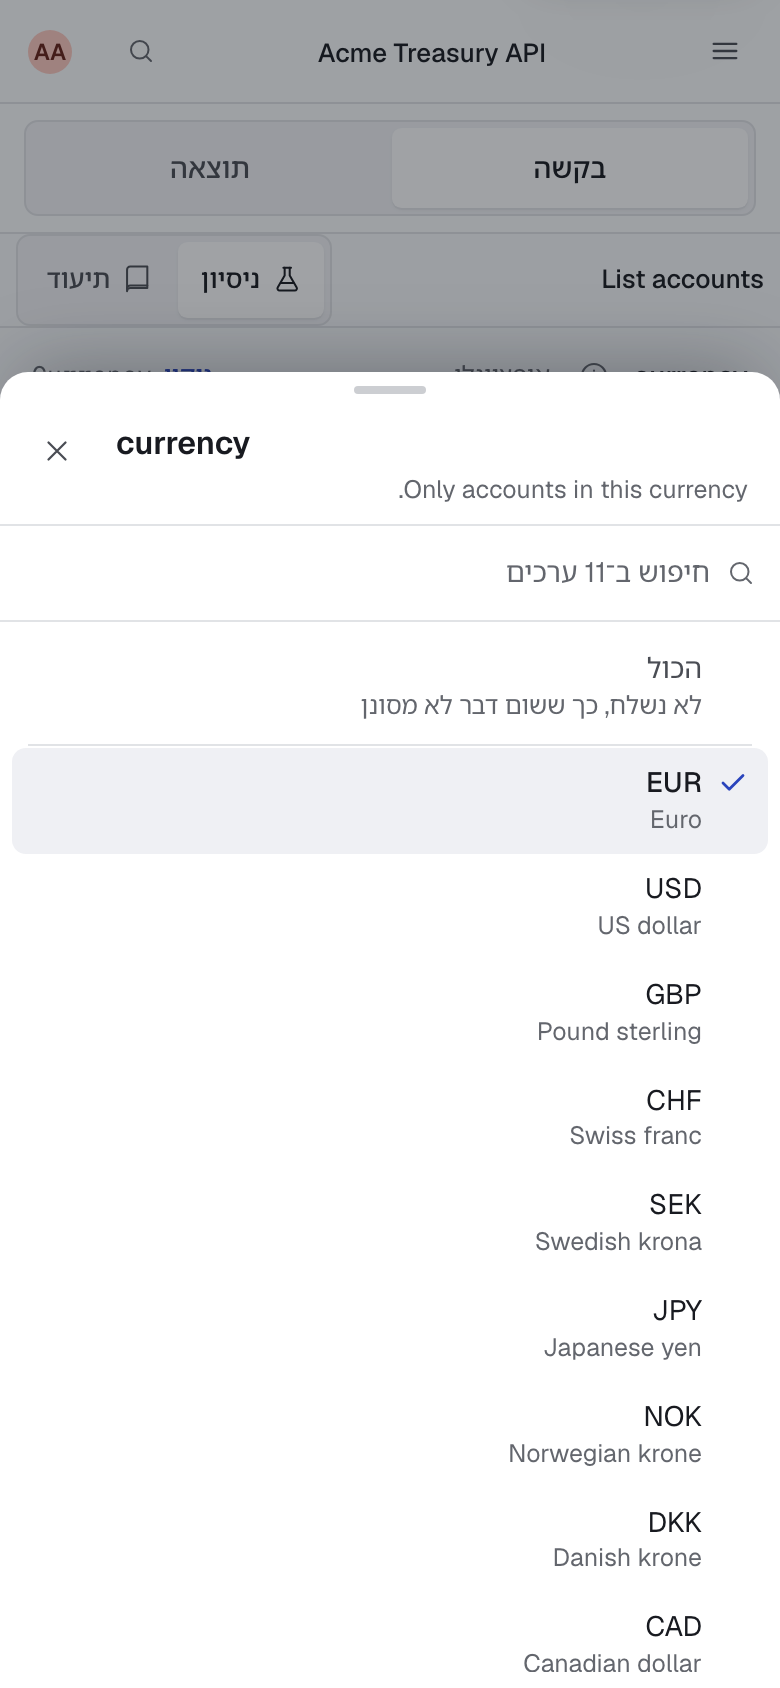 AA
Acme Treasury API
בקשה
תוצאה
List accounts
ניסיון
תיעוד
currency
.Only accounts in this currency
חיפוש ב־11 ערכים
הכול
לא נשלח, כך ששום דבר לא מסונן
EUR
Euro
USD
US dollar
GBP
Pound sterling
CHF
Swiss franc
SEK
Swedish krona
JPY
Japanese yen
NOK
Norwegian krone
DKK
Danish krone
CAD
Canadian dollar